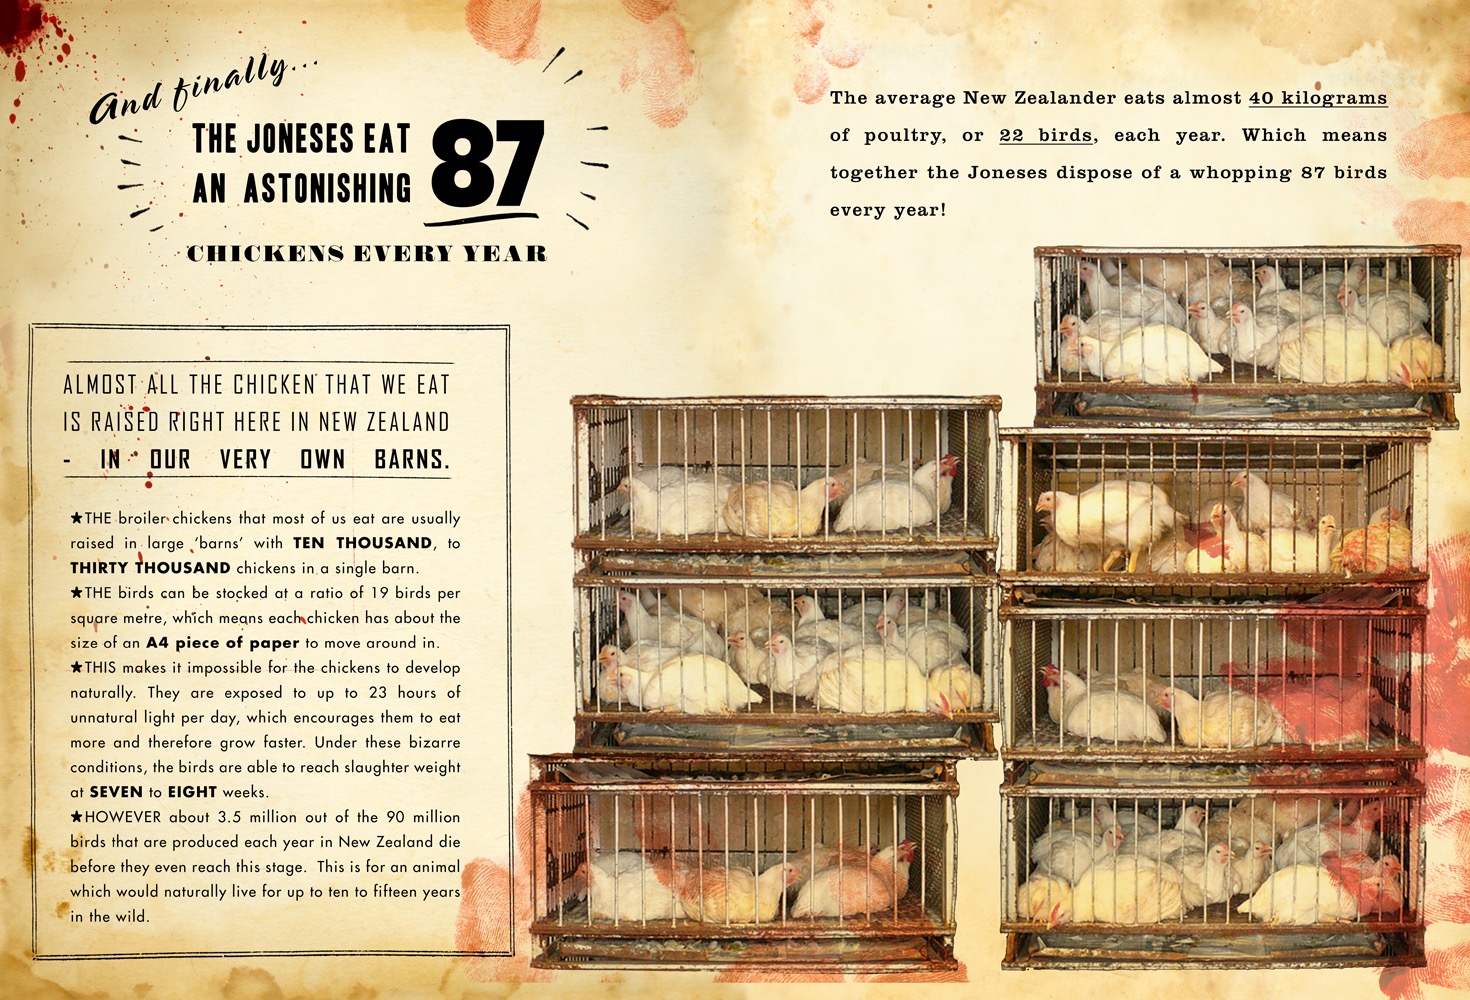 And finally...
THE JONESES EAT
AN ASTONISHING
87
CHICKENS EVERY YEAR
ALMOST ALL THE CHICKEN THAT WE EAT
IS RAISED RIGHT HERE IN NEW ZEALAND
- IN OUR VERY OWN BARNS.
★THE broiler chickens that most of us eat are usually
raised in large ‘barns’ with TEN THOUSAND, to
THIRTY THOUSAND chickens in a single barn.
★THE birds can be stocked at a ratio of 19 birds per
square metre, which means each chicken has about the
size of an A4 piece of paper to move around in.
★THIS makes it impossible for the chickens to develop
naturally. They are exposed to up to 23 hours of
unnatural light per day, which encourages them to eat
more and therefore grow faster. Under these bizarre
conditions, the birds are able to reach slaughter weight
at SEVEN to EIGHT weeks.
★HOWEVER about 3.5 million out of the 90 million
birds that are produced each year in New Zealand die
before they even reach this stage. This is for an animal
which would naturally live for up to ten to fifteen years
in the wild.
The average New Zealander eats almost 40 kilograms
of poultry, or 22 birds, each year. Which means
together the Joneses dispose of a whopping 87 birds
every year!